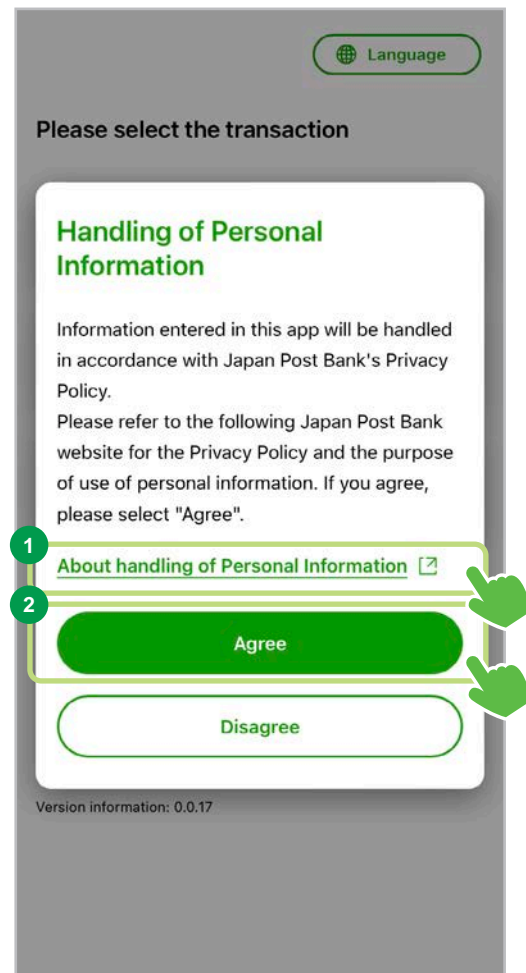 Language
Please select the transaction
Handling of Personal
Information
Information entered in this app will be handled
in accordance with Japan Post Bank's Privacy
Policy.
Please refer to the following Japan Post Bank
website for the Privacy Policy and the purpose
of use of personal information. If you agree,
please select "Agree".
1
About handling of Personal Information
2
Agree
Disagree
Version information: 0.0.17